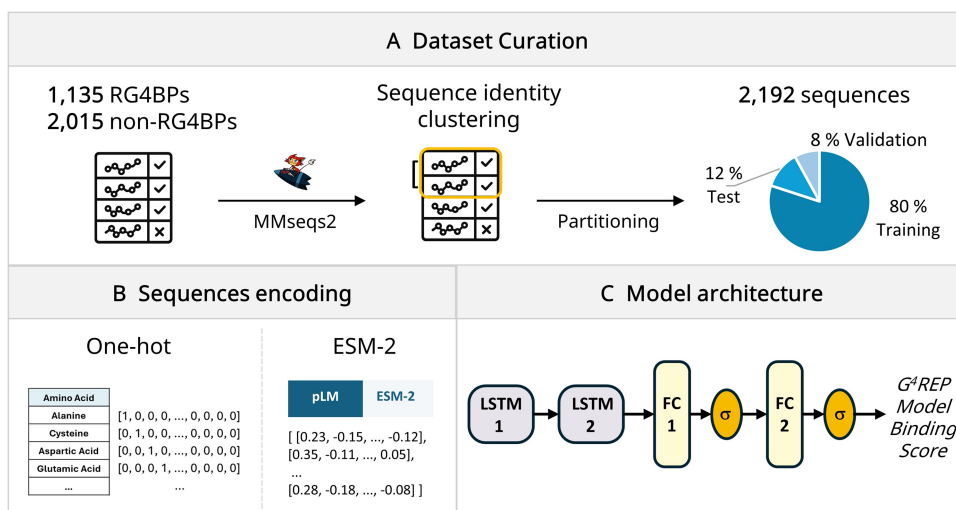 A Dataset Curation
1,135 RG4BPs
2,015 non-RG4BPs
MMseqs2
Sequence identity
clustering
Partitioning
2,192 sequences
8 % Validation
12 %
Test
80 %
Training
B Sequences encoding
One-hot
Amino Acid
Alanine [1, 0, 0, 0, ..., 0, 0, 0, 0]
Cysteine [0, 1, 0, 0, ..., 0, 0, 0, 0]
Aspartic Acid [0, 0, 1, 0, ..., 0, 0, 0, 0]
Glutamic Acid [0, 0, 0, 1, ..., 0, 0, 0, 0]
... ...
ESM-2
pLM ESM-2
[ [0.23, -0.15, ..., -0.12],
[0.35, -0.11, ..., 0.05],
...
[0.28, -0.18, ..., -0.08] ]
C Model architecture
LSTM
1
LSTM
2
FC
1
σ
FC
2
σ
G⁴REP
Model
Binding
Score